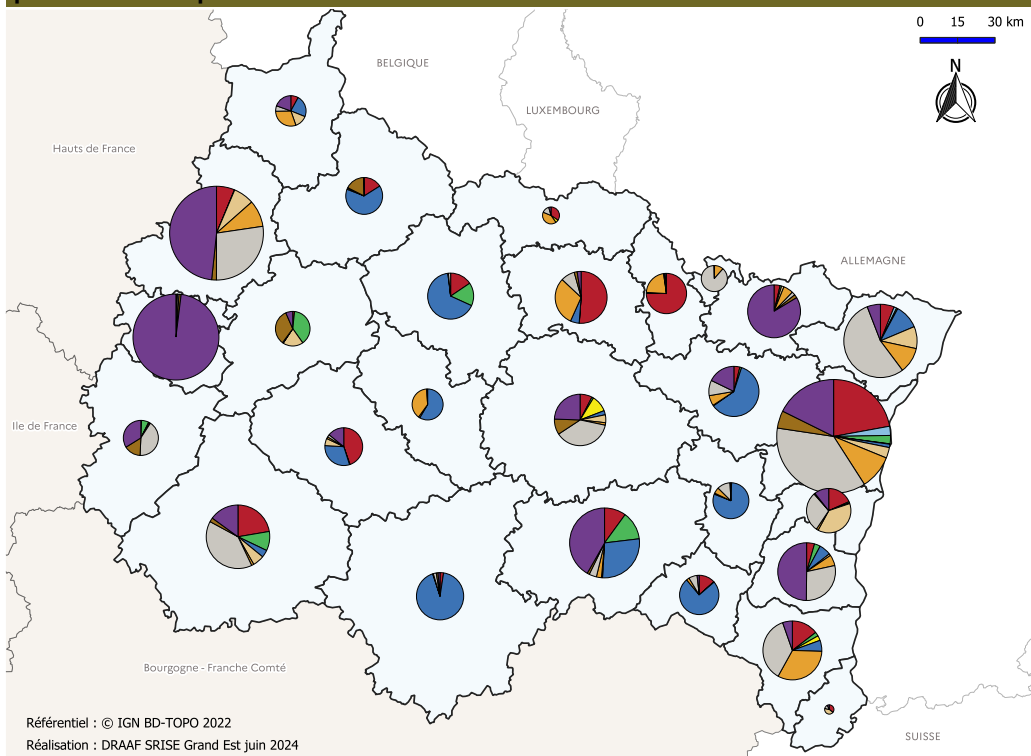 0 15 30 km
BELGIQUE
N
LUXEMBOURG
Hauts de France
ALLEMAGNE
Ile de France
Bourgogne - Franche Comté
Référentiel : © IGN BD-TOPO 2022
Réalisation : DRAAF SRISE Grand Est juin 2024
SUISSE